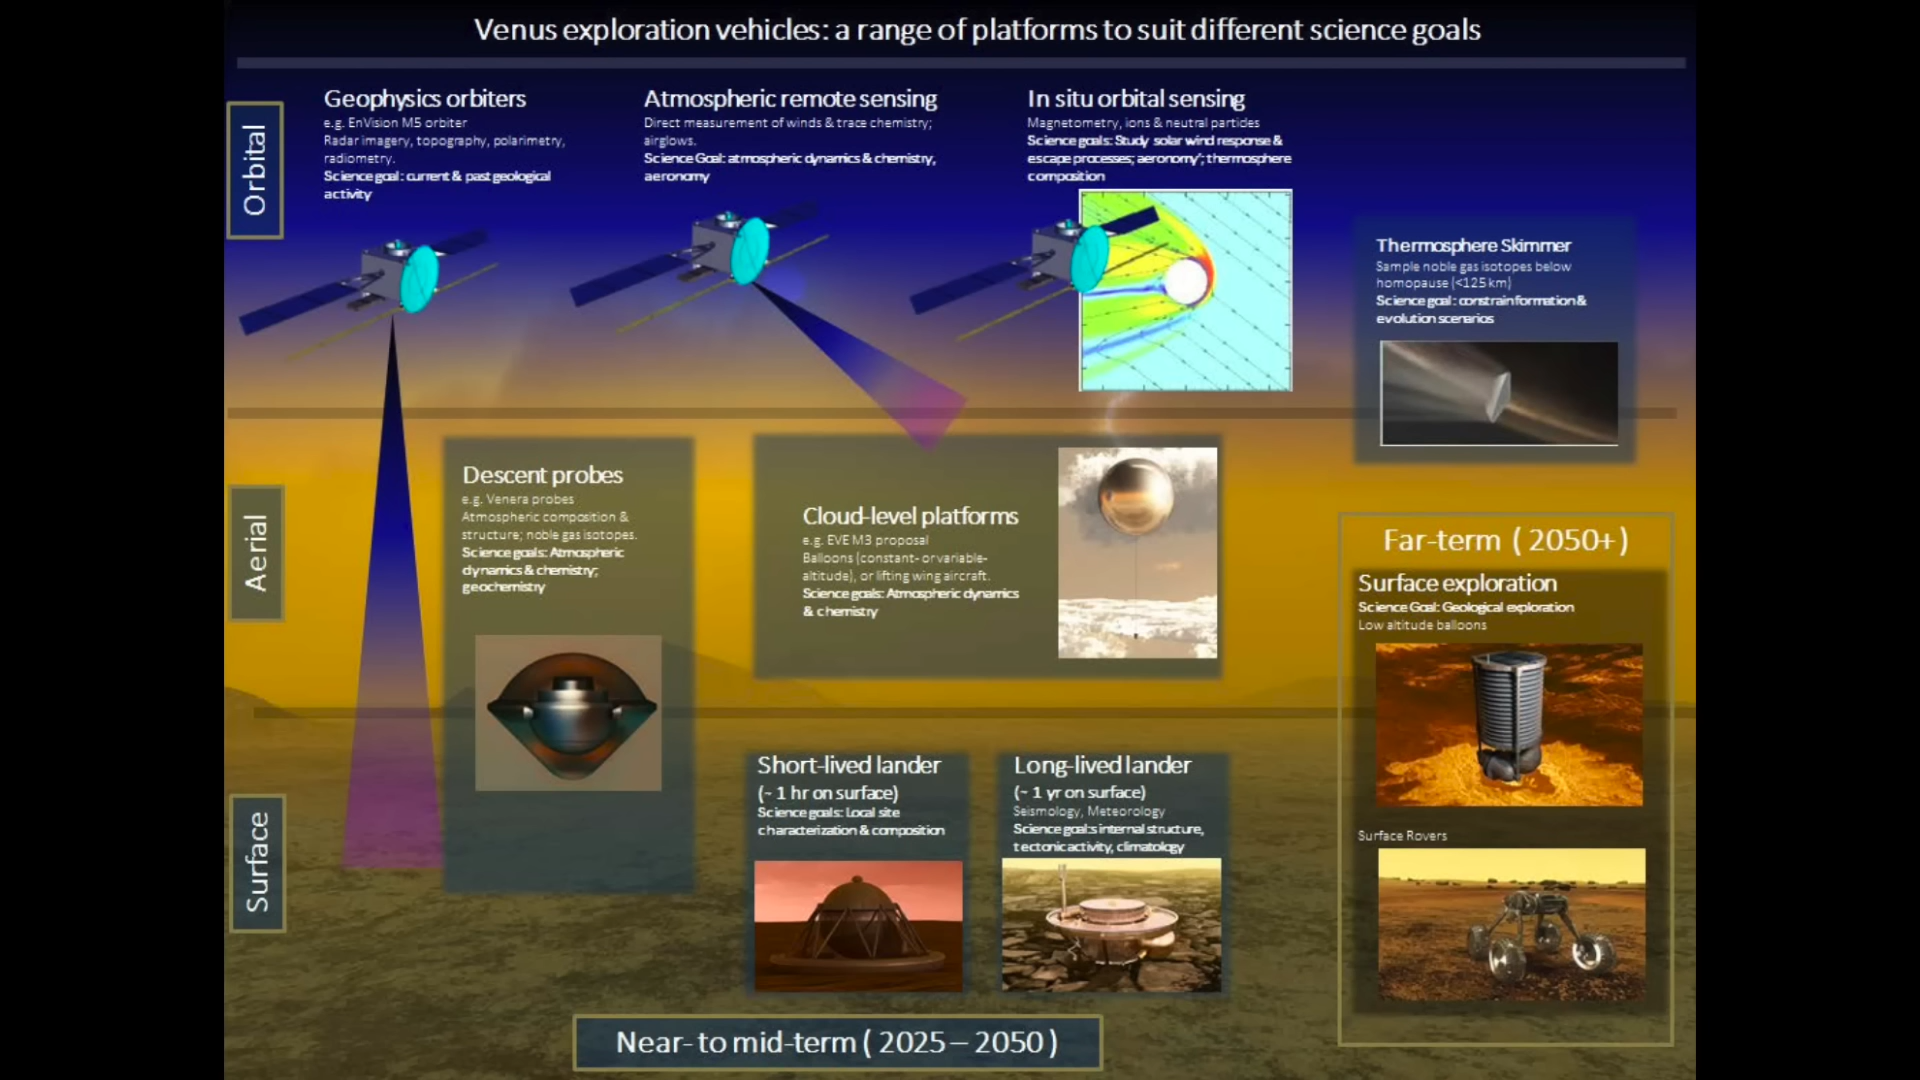 Venus exploration vehicles: a range of platforms to suit different science goals
Orbital
Geophysics orbiters
e.g. EnVision M5 orbiter
Radar imagery, topography, polarimetry,
radiometry.
Science goal: current & past geological
activity
Atmospheric remote sensing
Direct measurement of winds & trace chemistry;
airglows.
Science Goal: atmospheric dynamics & chemistry,
aeronomy
In situ orbital sensing
Magnetometry, ions & neutral particles
Science goals: Study solar wind response &
escape processes; aeronomy'; thermosphere
composition
Thermosphere Skimmer
Sample noble gas isotopes below
homopause (<125 km)
Science goal: constrain formation &
evolution scenarios
Aerial
Descent probes
e.g. Venera probes
Atmospheric composition &
structure; noble gas isotopes.
Science goals: Atmospheric
dynamics & chemistry;
geochemistry
Cloud-level platforms
e.g. EVE M3 proposal
Balloons (constant- or variable-
altitude), or lifting wing aircraft.
Science goals: Atmospheric dynamics
& chemistry
Far-term ( 2050+)
Surface exploration
Science Goal: Geological exploration
Low altitude balloons
Surface Rovers
Surface
Short-lived lander
(~ 1 hr on surface)
Science goals: Local site
characterization & composition
Long-lived lander
(~ 1 yr on surface)
Seismology, Meteorology
Science goal:s internal structure,
tectonic activity, climatology
Near- to mid-term ( 2025 – 2050 )